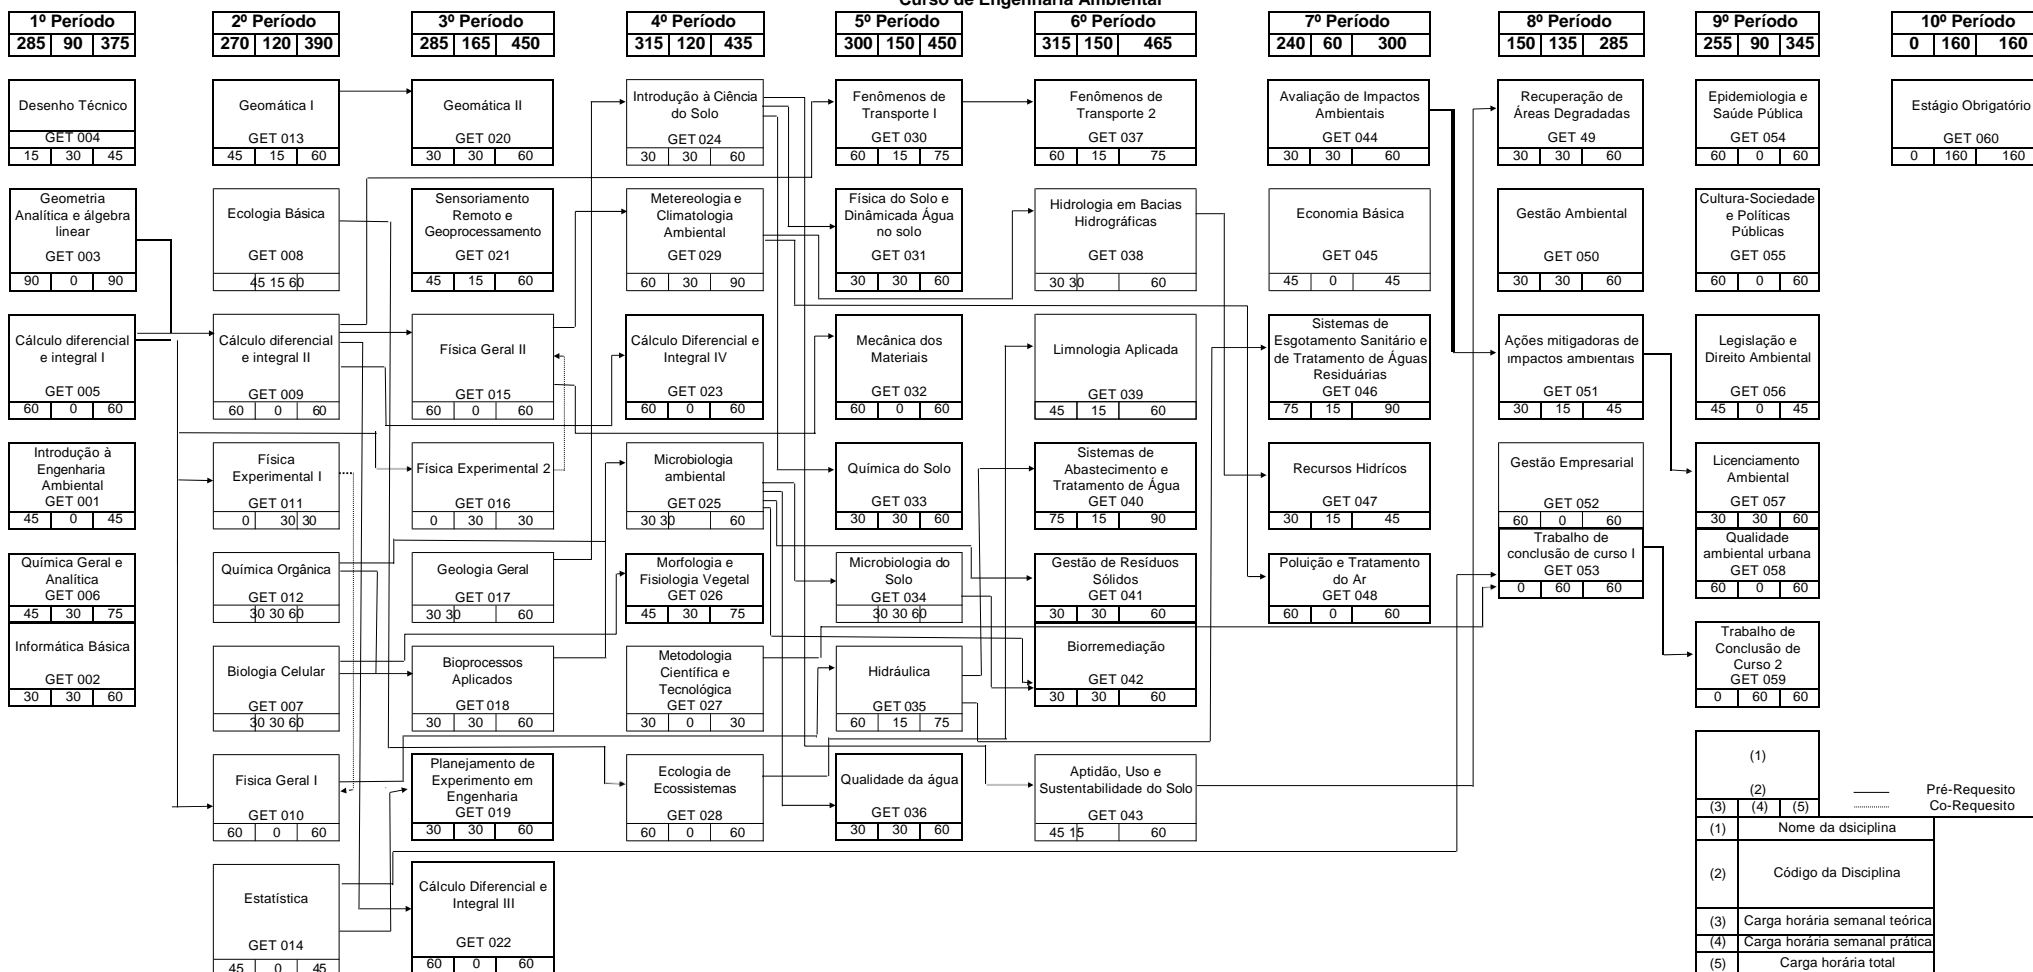 Curso de Engenharia Ambiental
1º Período
285 90 375
Desenho Técnico
GET 004
15 30 45
Geometria
Analítica e álgebra
linear
GET 003
90 0 90
Cálculo diferencial
e integral I
GET 005
60 0 60
Introdução à
Engenharia
Ambiental
GET 001
45 0 45
Química Geral e
Analítica
GET 006
45 30 75
Informática Básica
GET 002
30 30 60
2º Período
270 120 390
Geomática I
GET 013
45 15 60
Ecologia Básica
GET 008
45 15 60
Cálculo diferencial
e integral II
GET 009
60 0 60
Física
Experimental I
GET 011
0 30 30
Química Orgânica
GET 012
30 30 60
Biologia Celular
GET 007
30 30 60
Fisica Geral I
GET 010
60 0 60
Estatística
GET 014
45 0 45
3º Período
285 165 450
Geomática II
GET 020
30 30 60
Sensoriamento
Remoto e
Geoprocessamento
GET 021
45 15 60
Física Geral II
GET 015
60 0 60
Física Experimental 2
GET 016
0 30 30
Geologia Geral
GET 017
30 30 60
Bioprocessos
Aplicados
GET 018
30 30 60
Planejamento de
Experimento em
Engenharia
GET 019
30 30 60
Cálculo Diferencial e
Integral III
GET 022
60 0 60
4º Período
315 120 435
Introdução à Ciência
do Solo
GET 024
30 30 60
Metereologia e
Climatologia
Ambiental
GET 029
60 30 90
Cálculo Diferencial e
Integral IV
GET 023
60 0 60
Microbiologia
ambiental
GET 025
30 30 60
Morfologia e
Fisiologia Vegetal
GET 026
45 30 75
Metodologia
Científica e
Tecnológica
GET 027
30 0 30
Ecologia de
Ecossistemas
GET 028
60 0 60
5º Período
300 150 450
Fenômenos de
Transporte I
GET 030
60 15 75
Física do Solo e
Dinâmicada Água
no solo
GET 031
30 30 60
Mecânica dos
Materiais
GET 032
60 0 60
Química do Solo
GET 033
30 30 60
Microbiologia do
Solo
GET 034
30 30 60
Hidráulica
GET 035
60 15 75
Qualidade da água
GET 036
30 30 60
6º Período
315 150 465
Fenômenos de
Transporte 2
GET 037
60 15 75
Hidrologia em Bacias
Hidrográficas
GET 038
30 30 60
Limnologia Aplicada
GET 039
45 15 60
Sistemas de
Abastecimento e
Tratamento de Água
GET 040
75 15 90
Gestão de Resíduos
Sólidos
GET 041
30 30 60
Biorremediação
GET 042
30 30 60
Aptidão, Uso e
Sustentabilidade do Solo
GET 043
45 15 60
7º Período
240 60 300
Avaliação de Impactos
Ambientais
GET 044
30 30 60
Economia Básica
GET 045
45 0 45
Sistemas de
Esgotamento Sanitário e
de Tratamento de Águas
Residuárias
GET 046
75 15 90
Recursos Hidrícos
GET 047
30 15 45
Poluição e Tratamento
do Ar
GET 048
60 0 60
8º Período
150 135 285
Recuperação de
Áreas Degradadas
GET 49
30 30 60
Gestão Ambiental
GET 050
30 30 60
Ações mitigadoras de
impactos ambientais
GET 051
30 15 45
Gestão Empresarial
GET 052
60 0 60
Trabalho de
conclusão de curso I
GET 053
0 60 60
9º Período
255 90 345
Epidemiologia e
Saúde Pública
GET 054
60 0 60
Cultura-Sociedade
e Políticas
Públicas
GET 055
60 0 60
Legislação e
Direito Ambiental
GET 056
45 0 45
Licenciamento
Ambiental
GET 057
30 30 60
Qualidade
ambiental urbana
GET 058
60 0 60
Trabalho de
Conclusão de
Curso 2
GET 059
0 60 60
10º Período
0 160 160
Estágio Obrigatório
GET 060
0 160 160
(1)
(2)
(3) (4) (5)
Pré-Requesito
Co-Requesito
(1) Nome da dsiciplina
(2) Código da Disciplina
(3) Carga horária semanal teórica
(4) Carga horária semanal prática
(5) Carga horária total